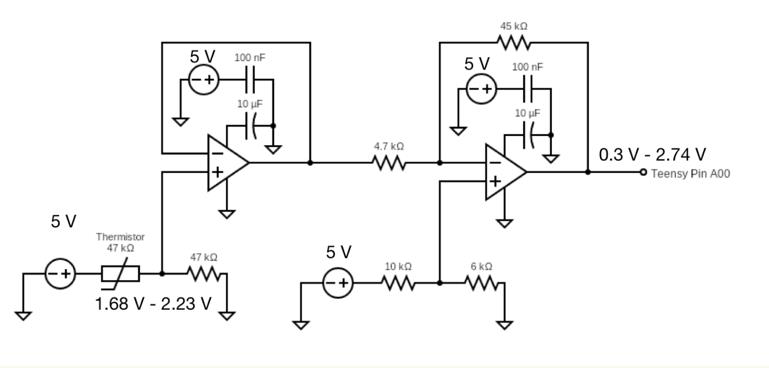 45 kΩ
5 V
100 nF
5 V
100 nF
10 µF
10 µF
4.7 kΩ
0.3 V - 2.74 V
Teensy Pin A00
5 V
Thermistor
47 kΩ
47 kΩ
5 V
10 kΩ
6 kΩ
1.68 V - 2.23 V